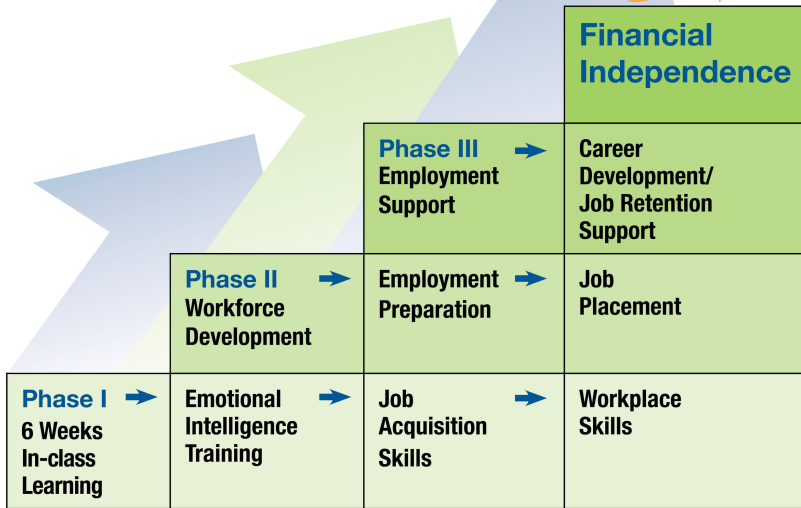 Financial
Independence
Phase III
Employment
Support
Career
Development/
Job Retention
Support
Phase II
Workforce
Development
Employment
Preparation
Job
Placement
Phase I
6 Weeks
In-class
Learning
Emotional
Intelligence
Training
Job
Acquisition
Skills
Workplace
Skills